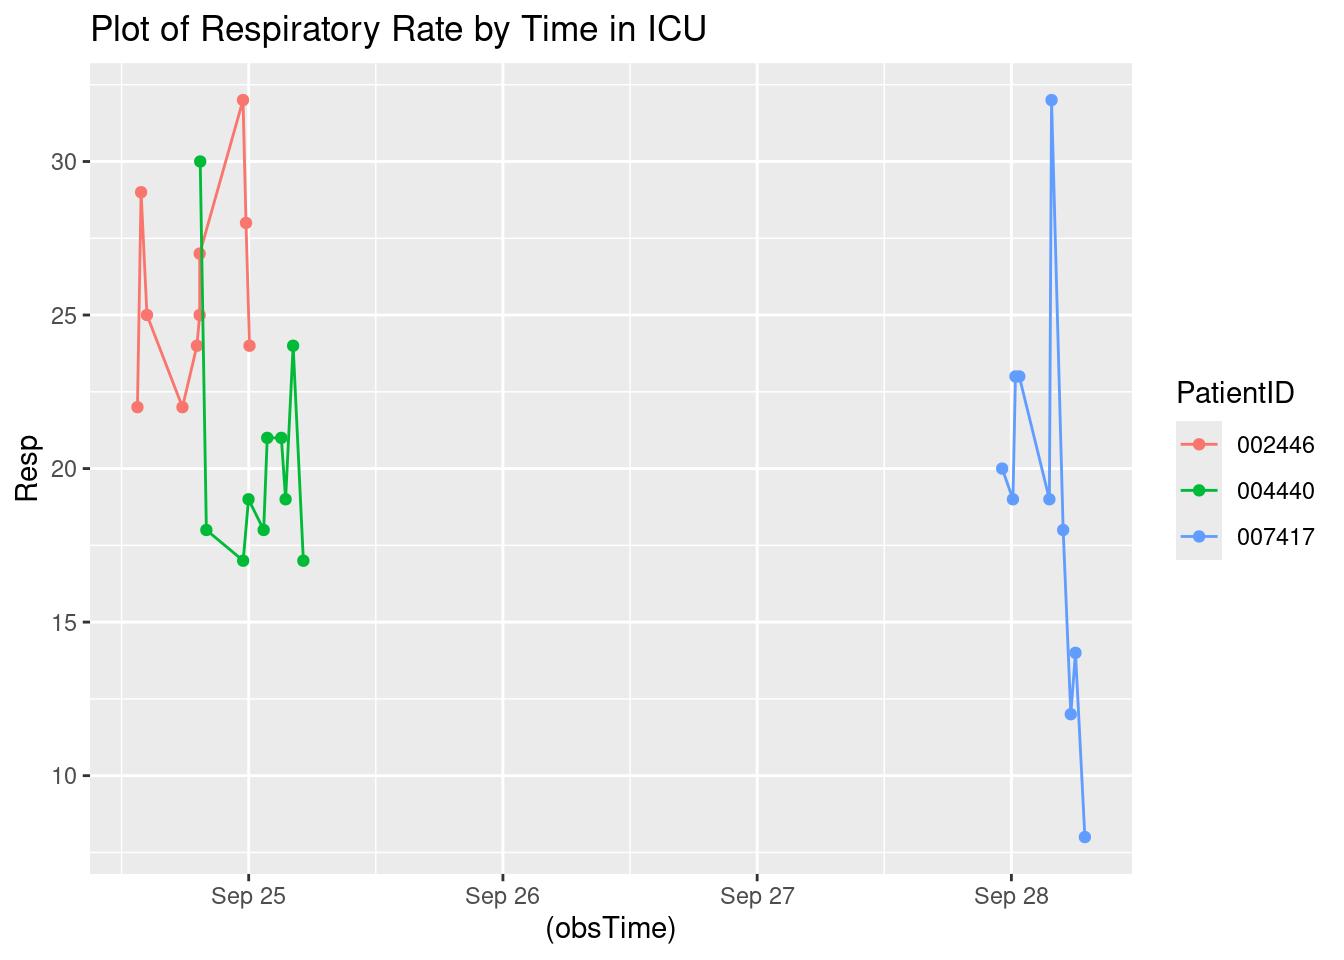 Plot of Respiratory Rate by Time in ICU
30
25
20
15
10
Resp
Sep 25
Sep 26
Sep 27
Sep 28
(obsTime)
PatientID
002446
004440
007417